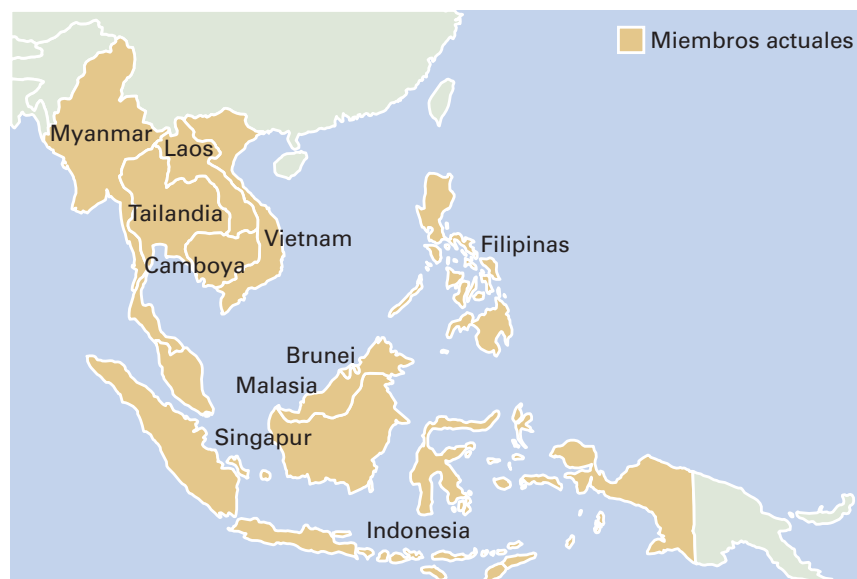 Miembros actuales
Myanmar
Laos
Tailandia
Vietnam
Filipinas
Camboya
Brunei
Malasia
Singapur
Indonesia